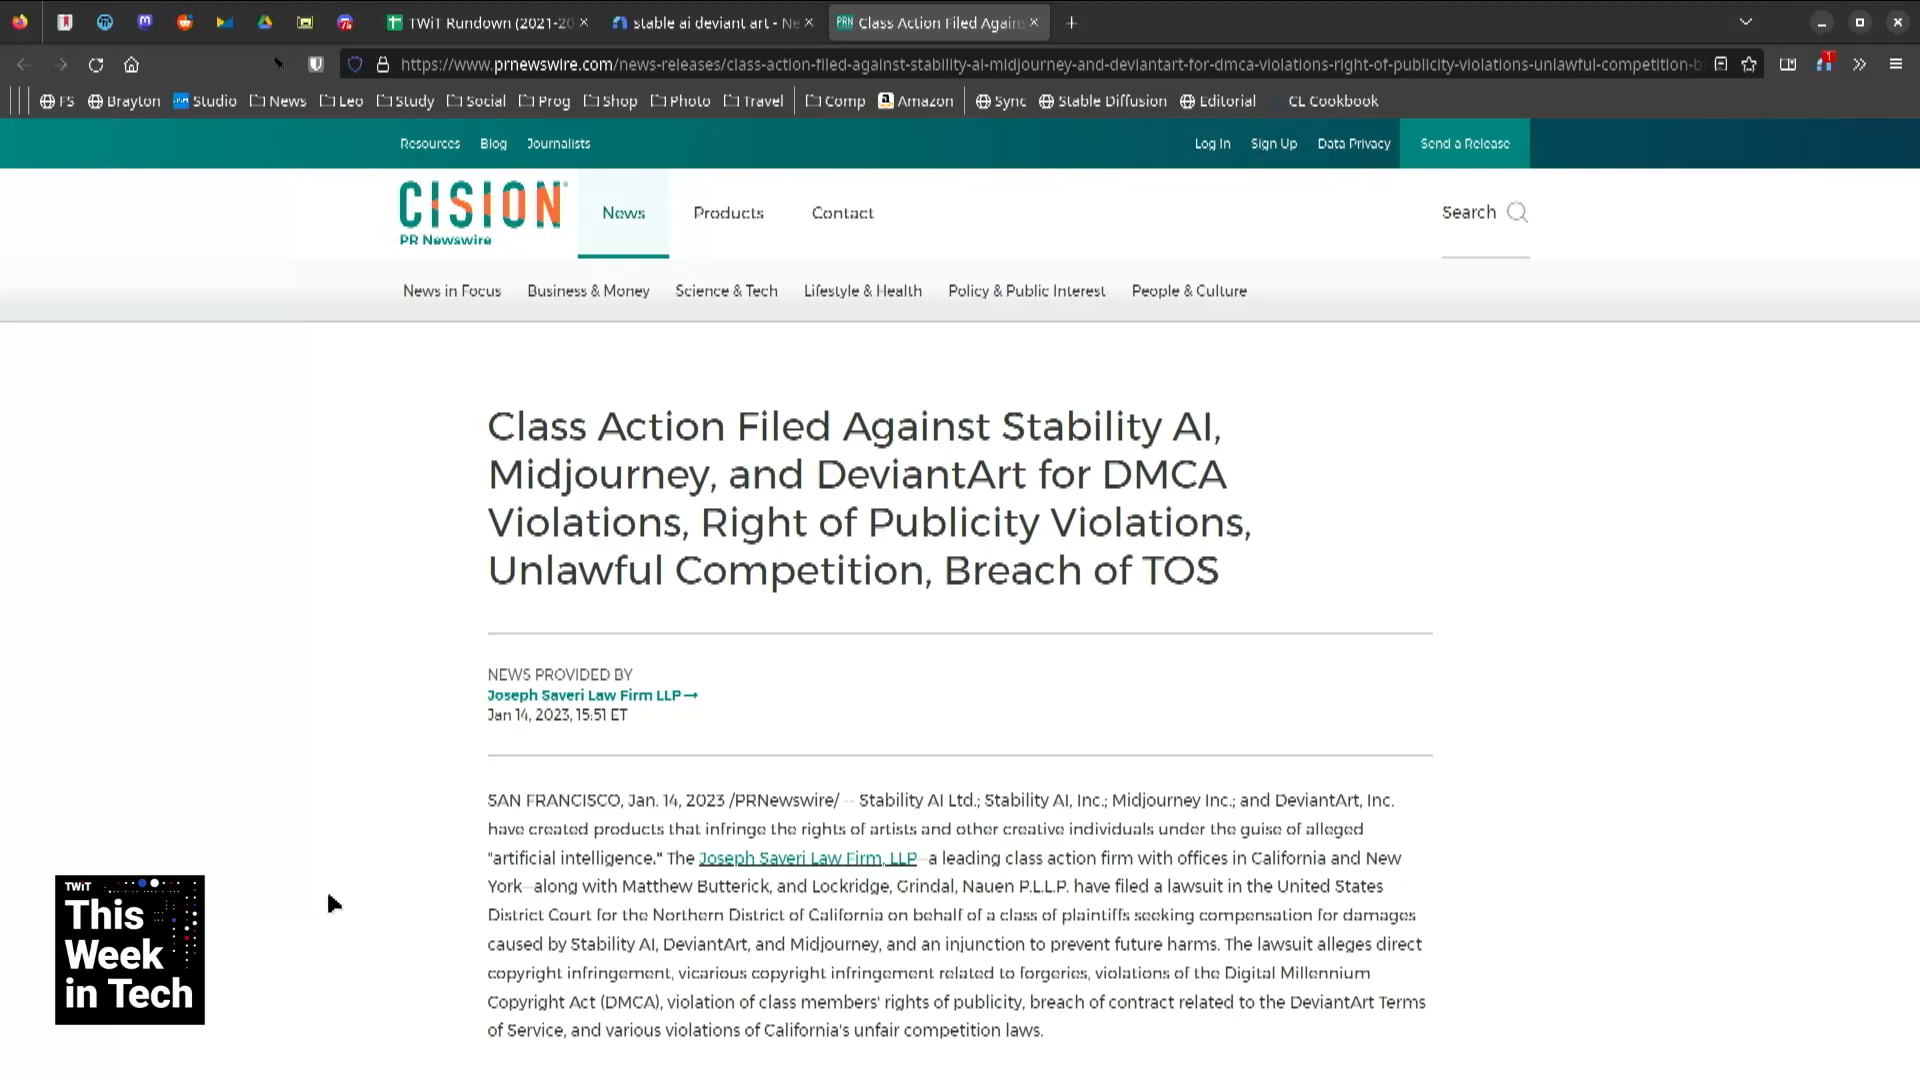 TWiT Rundown (2021-20
stable ai deviant art - Ne
PRN Class Action Filed Again
https://www.prnewswire.com/news-releases/class-action-filed-against-stability-ai-midjourney-and-deviantart-for-dmca-violations-right-of-publicity-violations-unlawful-competition-b
1
FS Brayton Studio News Leo Study Social Prog Shop Photo Travel Comp Amazon Sync Stable Diffusion Editorial CL Cookbook
Resources Blog Journalists Log In Sign Up Data Privacy Send a Release
CISION
PR Newswire
News Products Contact Search
News in Focus Business & Money Science & Tech Lifestyle & Health Policy & Public Interest People & Culture
Class Action Filed Against Stability AI,
Midjourney, and DeviantArt for DMCA
Violations, Right of Publicity Violations,
Unlawful Competition, Breach of TOS
NEWS PROVIDED BY
Joseph Saveri Law Firm LLP →
Jan 14, 2023, 15:51 ET
SAN FRANCISCO, Jan. 14, 2023 /PRNewswire/ -- Stability AI Ltd.; Stability AI, Inc.; Midjourney Inc.; and DeviantArt, Inc.
have created products that infringe the rights of artists and other creative individuals under the guise of alleged
"artificial intelligence." The Joseph Saveri Law Firm, LLP—a leading class action firm with offices in California and New
York—along with Matthew Butterick, and Lockridge, Grindal, Nauen P.L.L.P. have filed a lawsuit in the United States
District Court for the Northern District of California on behalf of a class of plaintiffs seeking compensation for damages
caused by Stability AI, DeviantArt, and Midjourney, and an injunction to prevent future harms. The lawsuit alleges direct
copyright infringement, vicarious copyright infringement related to forgeries, violations of the Digital Millennium
Copyright Act (DMCA), violation of class members' rights of publicity, breach of contract related to the DeviantArt Terms
of Service, and various violations of California's unfair competition laws.
TWiT
This
Week
in Tech